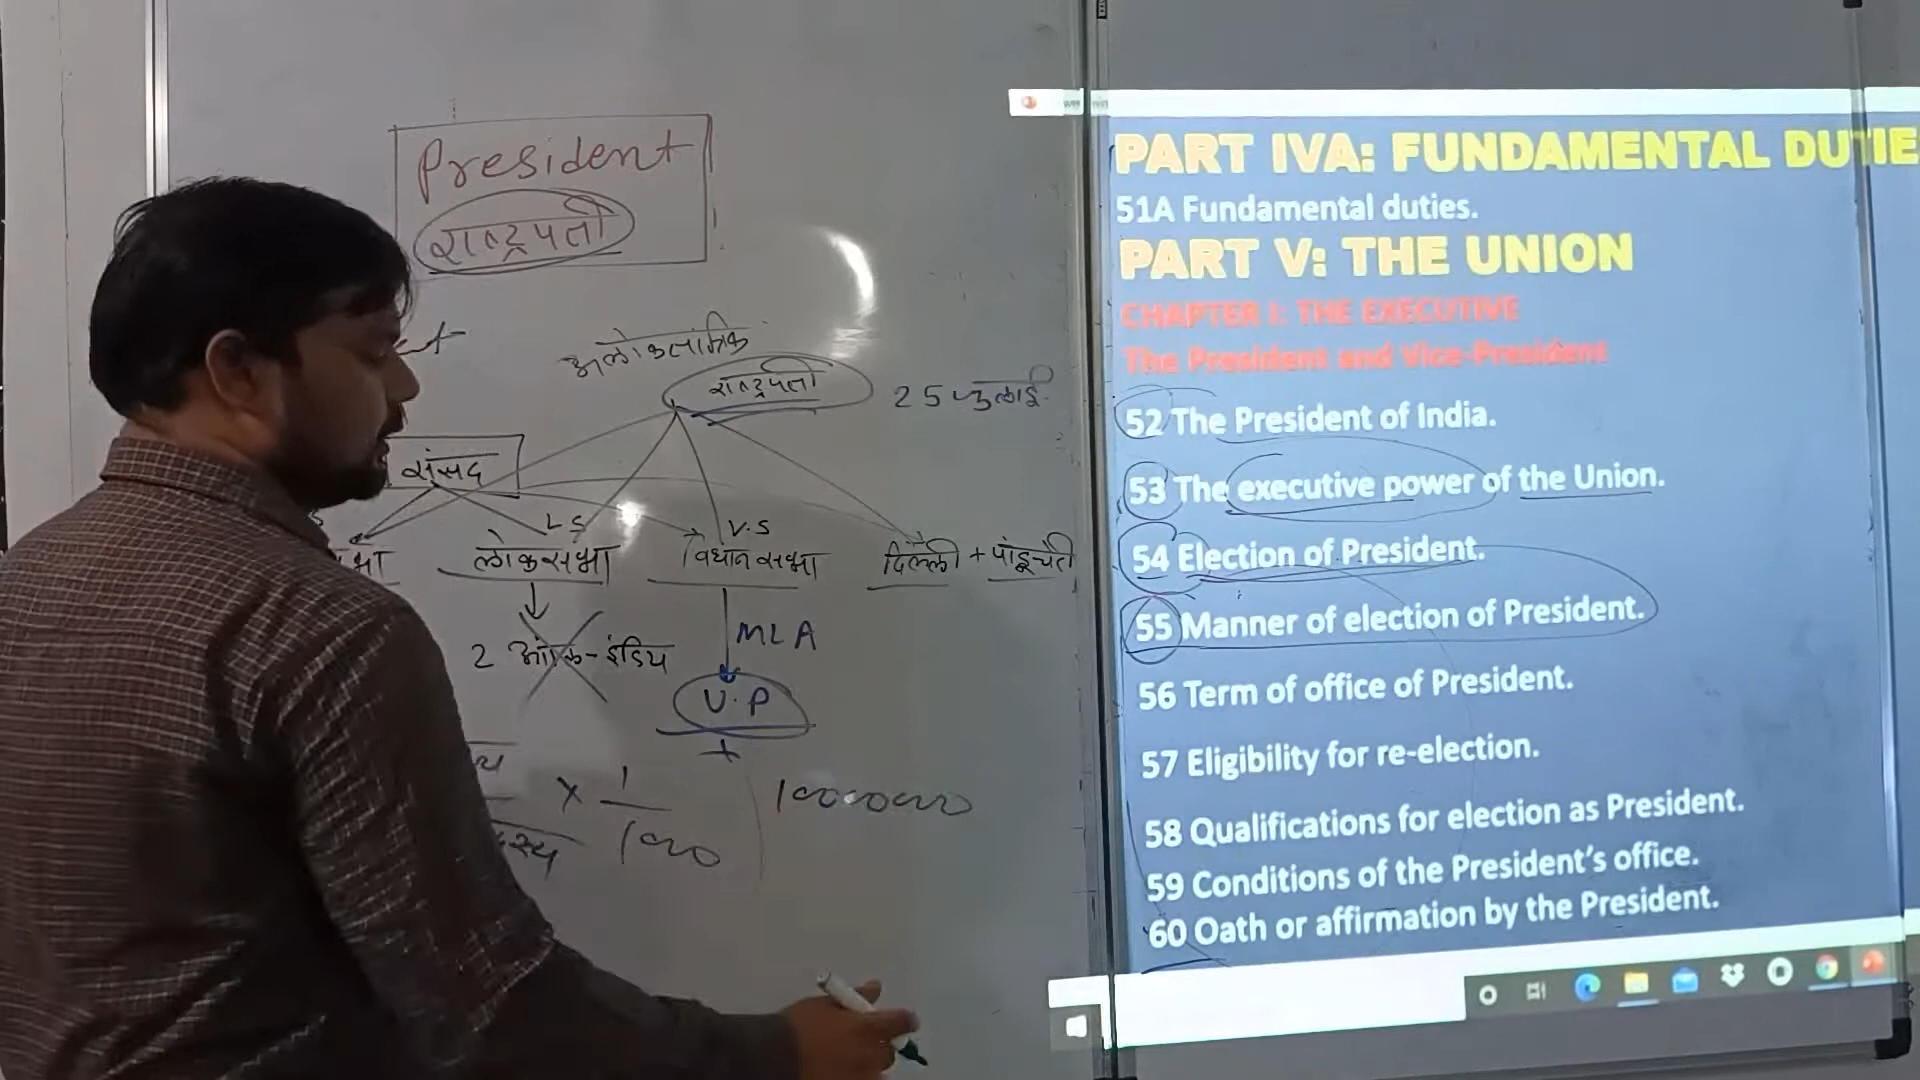 President
राष्ट्रपती
अलोकतांत्रिक
राष्ट्रपती
25 जुलाई
संसद
L S
V.S
लोकसभा
विधानसभा
दिल्ली + पांडूचेरी
2
MLA
U.P
+
× 1
100
1000000
PART IVA: FUNDAMENTAL DUTIE
51A Fundamental duties.
PART V: THE UNION
CHAPTER I: THE EXECUTIVE
The President and Vice-President
52 The President of India.
53 The executive power of the Union.
54 Election of President.
55 Manner of election of President.
56 Term of office of President.
57 Eligibility for re-election.
58 Qualifications for election as President.
59 Conditions of the President's office.
60 Oath or affirmation by the President.